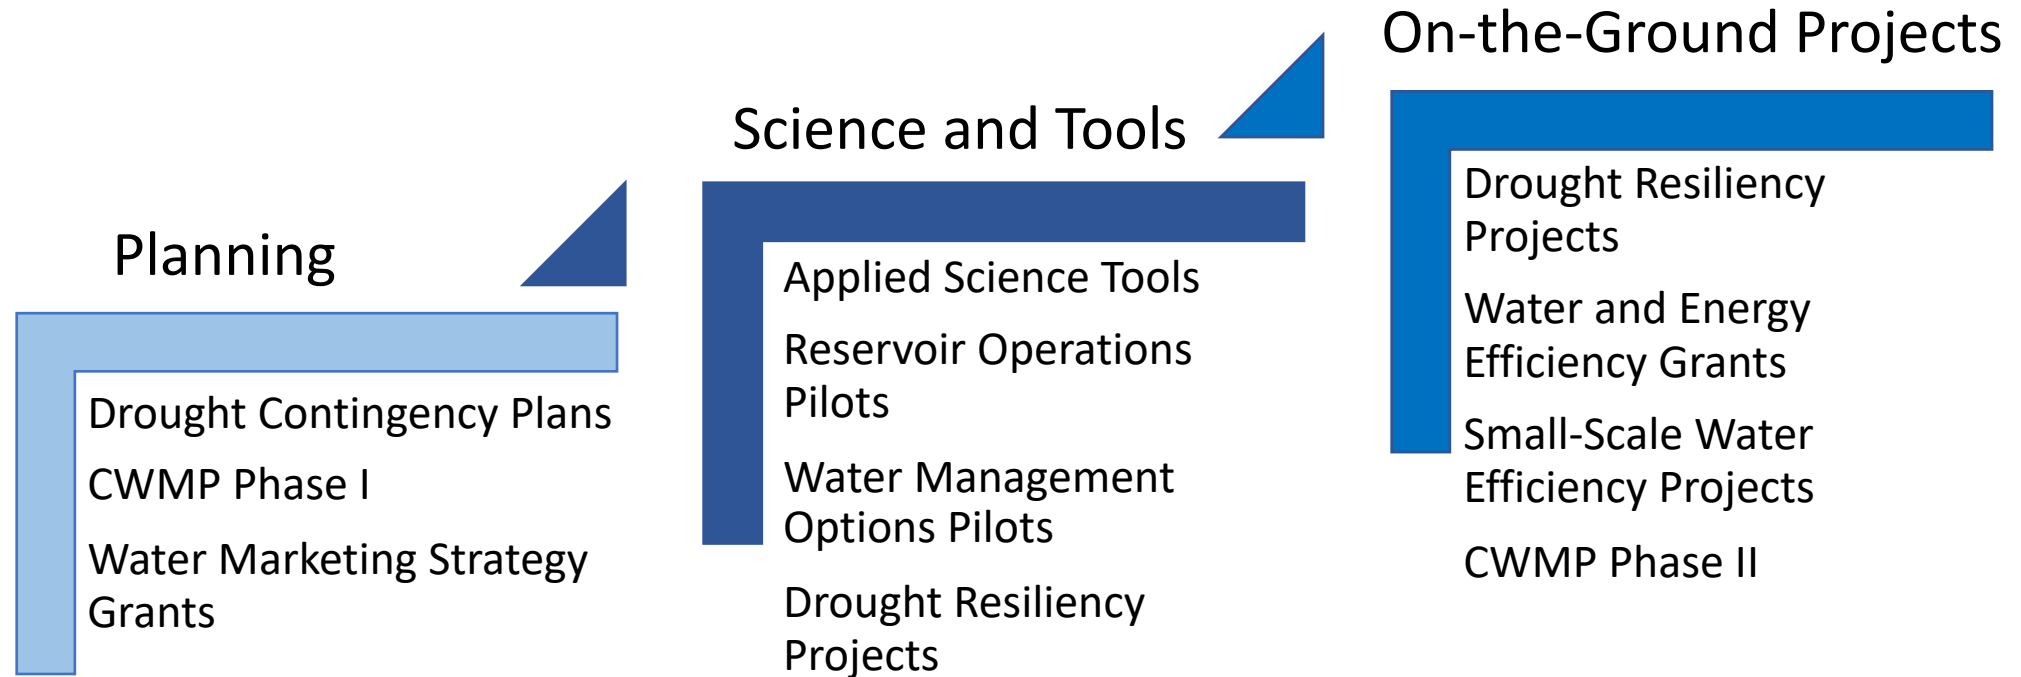 Planning
Drought Contingency Plans
CWMP Phase I
Water Marketing Strategy
Grants
Science and Tools
Applied Science Tools
Reservoir Operations
Pilots
Water Management
Options Pilots
Drought Resiliency
Projects
On-the-Ground Projects
Drought Resiliency
Projects
Water and Energy
Efficiency Grants
Small-Scale Water
Efficiency Projects
CWMP Phase II